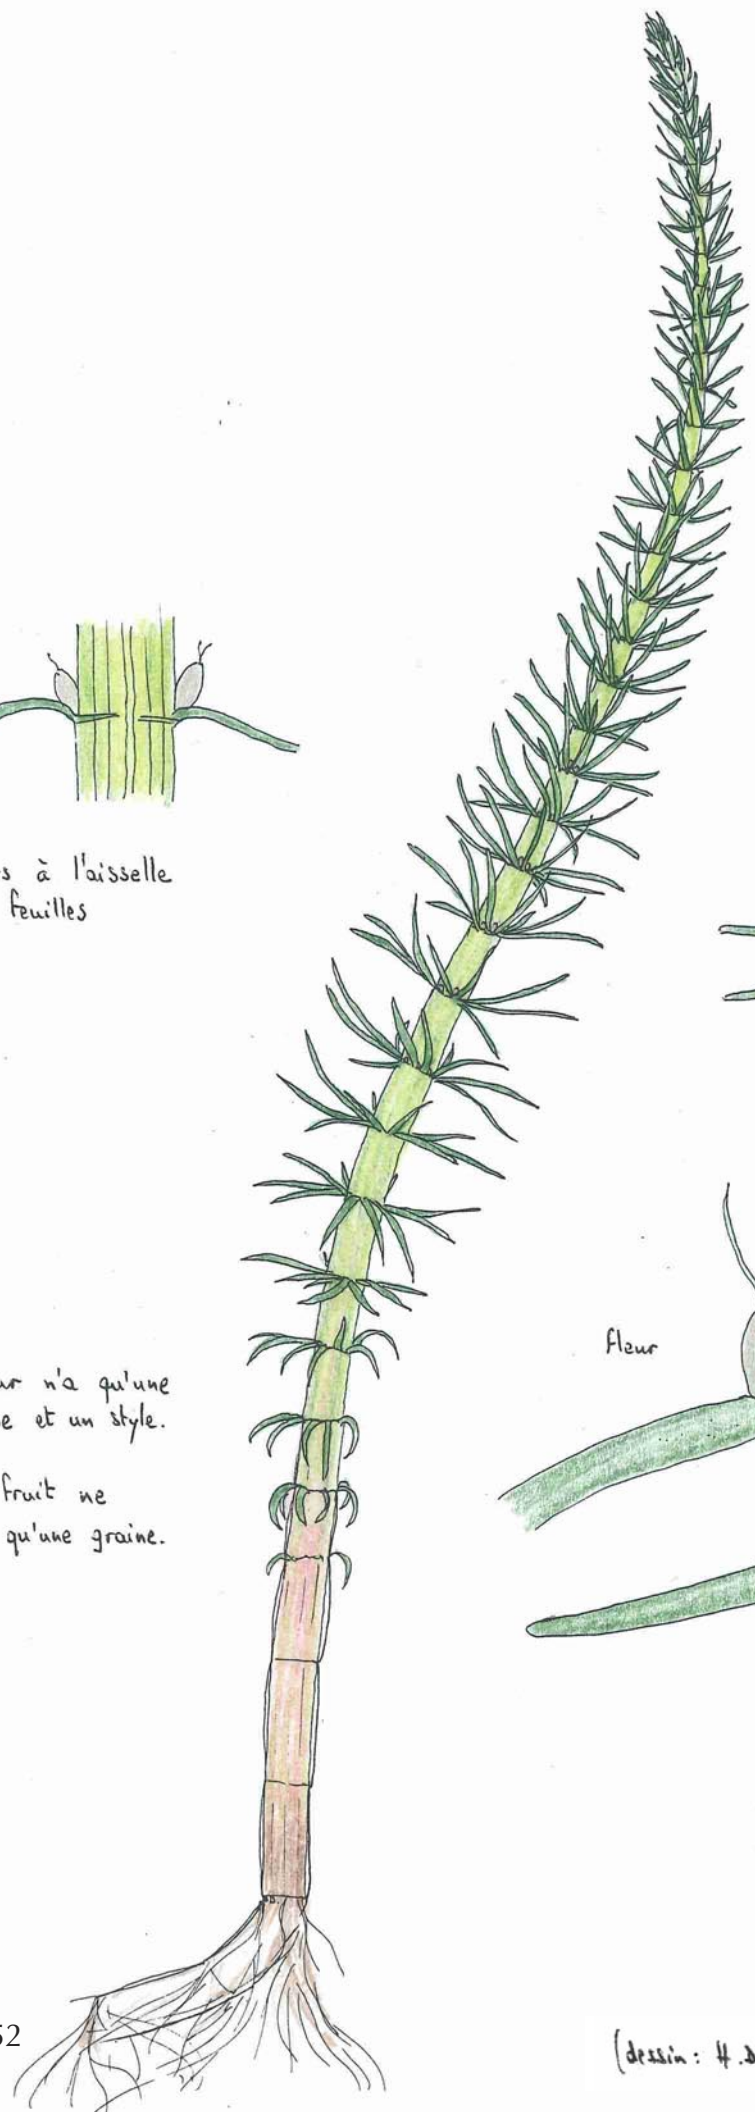 à l'aisselle
feuilles
fleur
n'a qu'une
et un style.
fruit ne
qu'une graine.
52
(dessin : H.